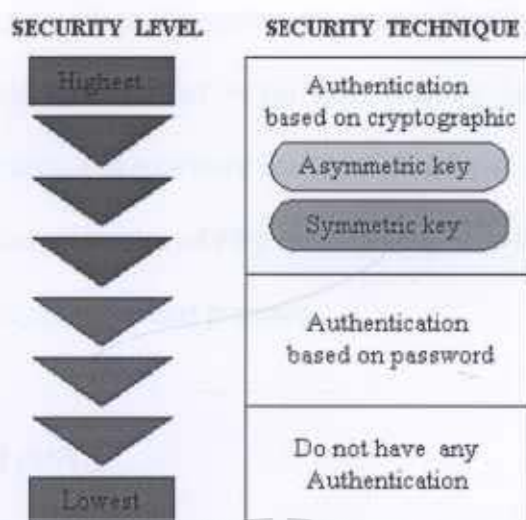 SECURITY LEVEL
SECURITY TECHNIQUE
Highest
Authentication
based on cryptographic
Asymmetric key
Symmetric key
Authentication
based on password
Do not have any
Authentication
Lowest